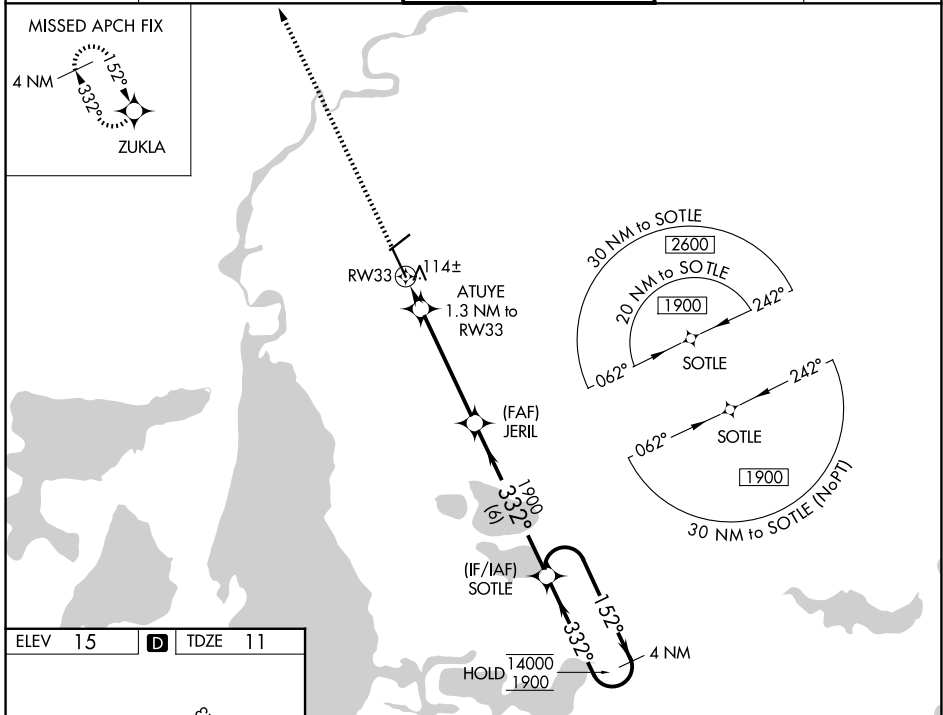 MISSED APCH FIX
4 NM
152°
332°
ZUKLA
RW33
114±
ATUYE
1.3 NM to
RW33
30 NM to SOTLE
2600
20 NM to SOTLE
1900
242°
062°
SOTLE
242°
062°
SOTLE
1900
30 NM to SOTLE (NoPT)
(FAF)
JERIL
1900
332°
(6)
(IF/IAF)
SOTLE
152°
332°
4 NM
HOLD 14000
1900
ELEV 15 D TDZE 11